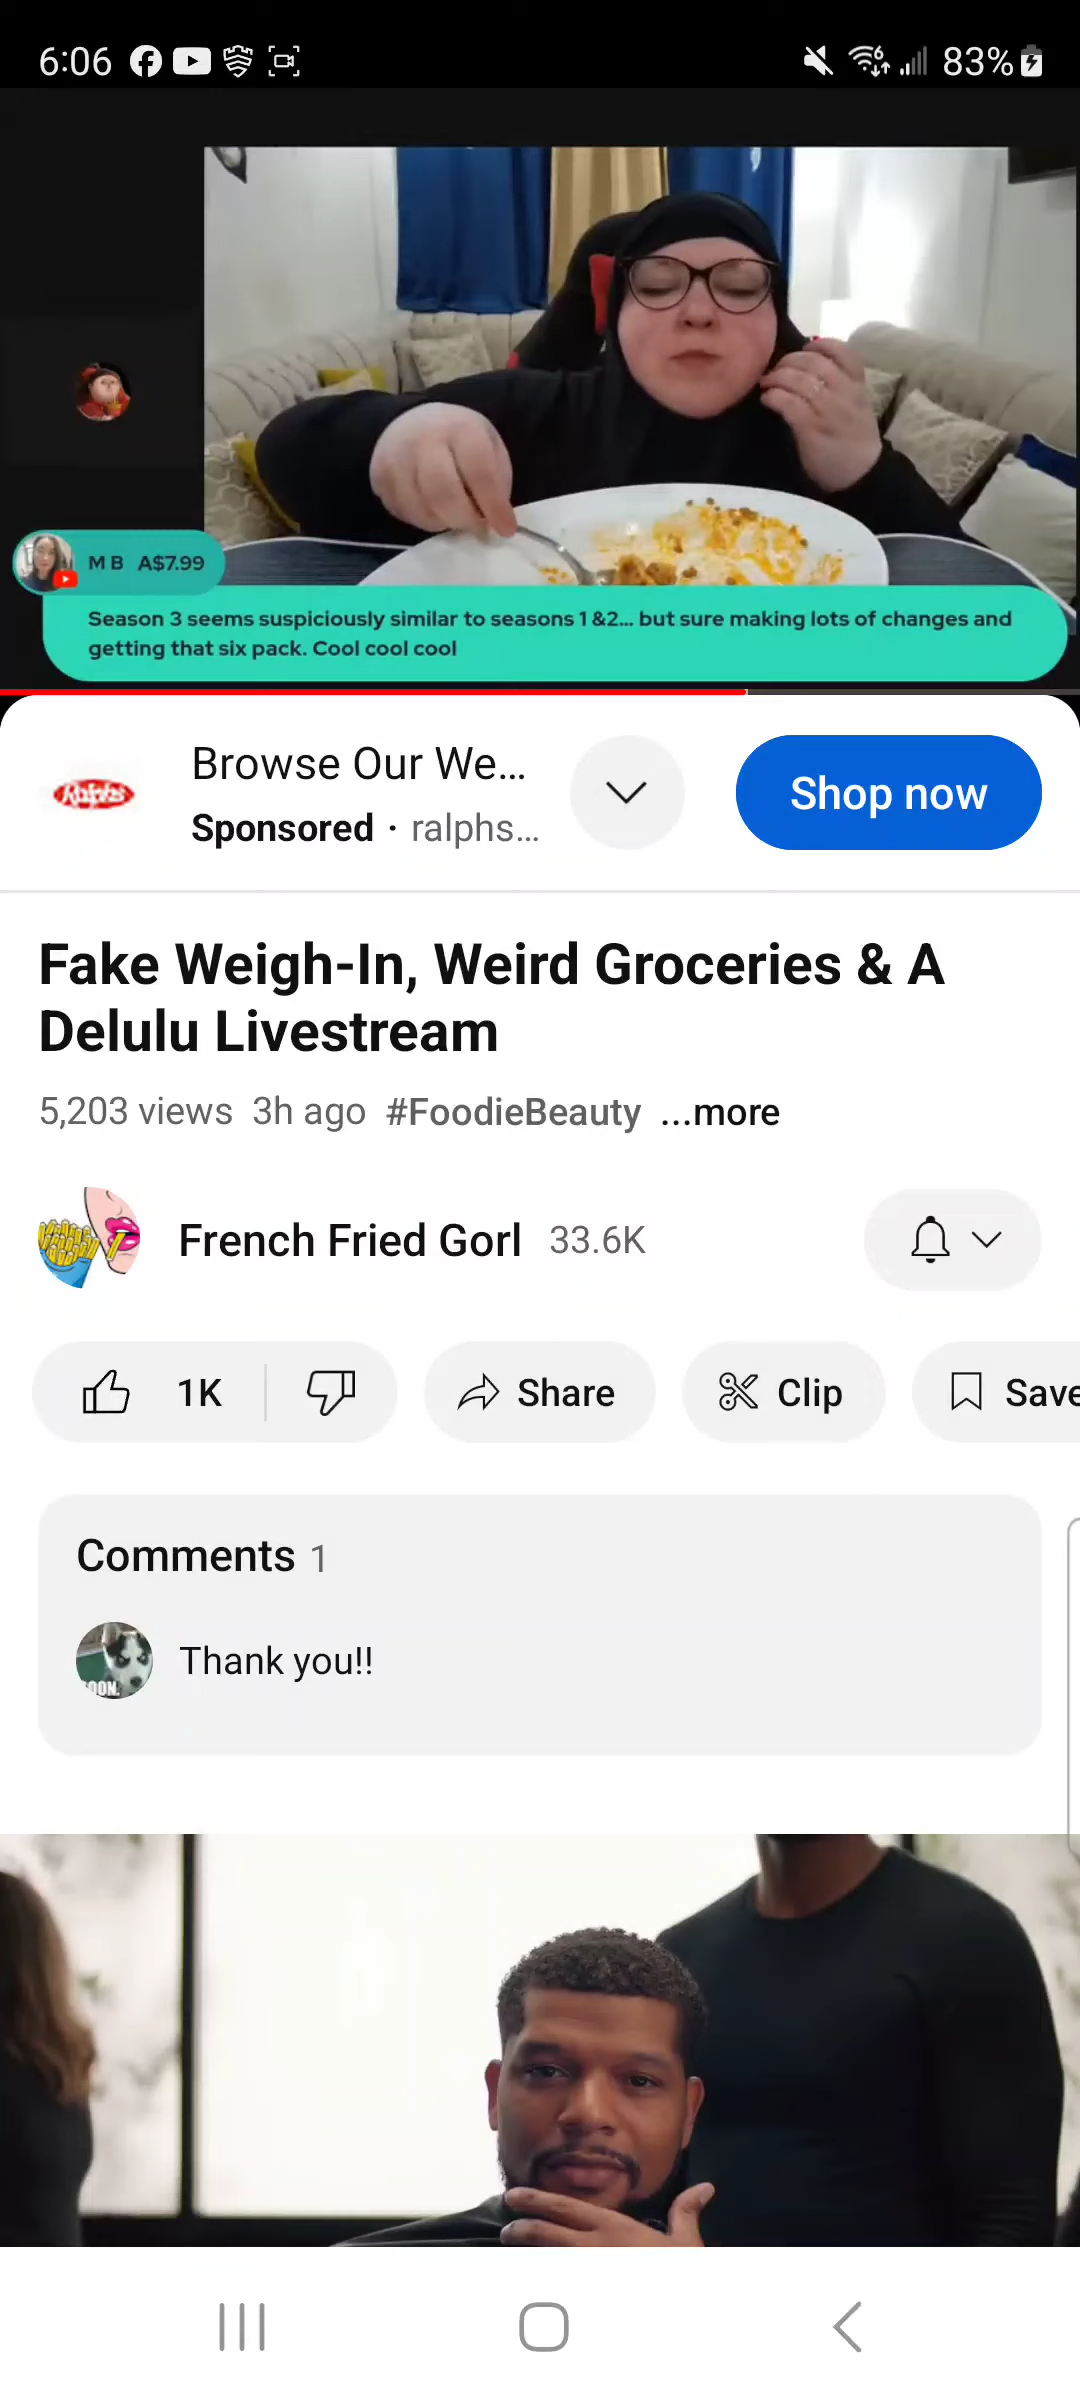 6:06
83%
M B A$7.99
Season 3 seems suspiciously similar to seasons 1 &2... but sure making lots of changes and
getting that six pack. Cool cool cool
Ralphs
Browse Our We...
Sponsored · ralphs...
Shop now
Fake Weigh-In, Weird Groceries & A
Delulu Livestream
5,203 views 3h ago #FoodieBeauty ...more
French Fried Gorl 33.6K
1K
Share
Clip
Save
Comments 1
Thank you!!
OON.